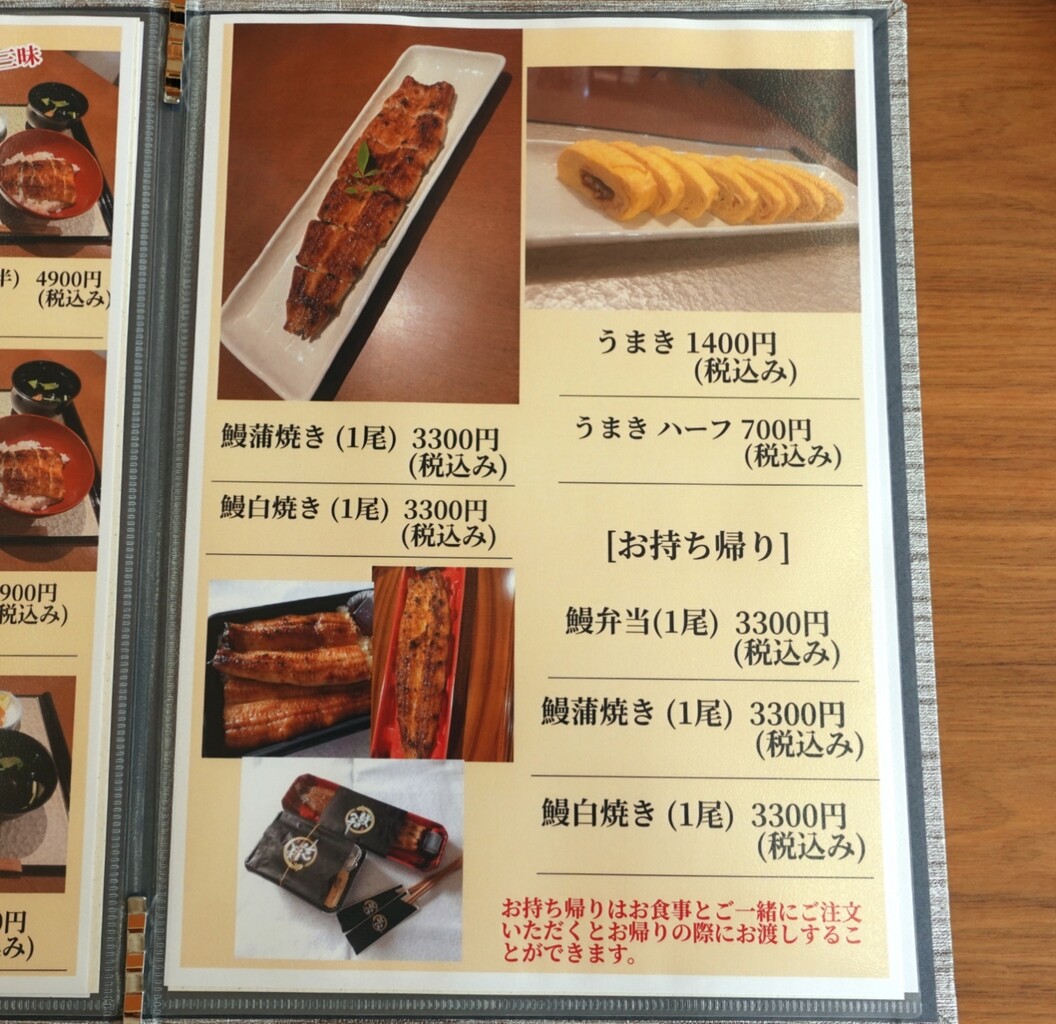 三昧
半) 4900円
(税込み)
900円
税込み)
円
み)
鰻蒲焼き (1尾) 3300円
(税込み)
鰻白焼き (1尾) 3300円
(税込み)
うまき 1400円
(税込み)
うまき ハーフ 700円
(税込み)
[お持ち帰り]
鰻弁当(1尾) 3300円
(税込み)
鰻蒲焼き (1尾) 3300円
(税込み)
鰻白焼き (1尾) 3300円
(税込み)
お持ち帰りはお食事とご一緒にご注文
いただくとお帰りの際にお渡しするこ
とができます。